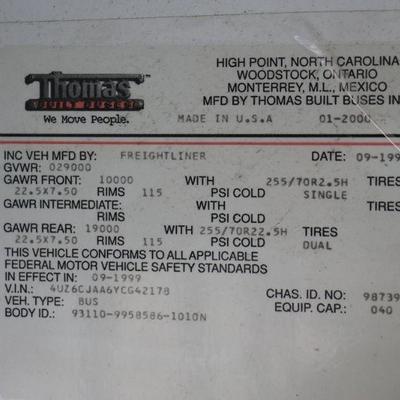 Thomas
BUILT BUSES
We Move People.
HIGH POINT, NORTH CAROLINA
WOODSTOCK, ONTARIO
MONTERREY, M.L., MEXICO
MFD BY THOMAS BUILT BUSES IN
MADE IN U.S.A 01-2000
INC VEH MFD BY: FREIGHTLINER DATE: 09-199
GVWR: 029000
GAWR FRONT: 10000 WITH 255/70R2.5H TIRES
22.5X7.50 RIMS 115 PSI COLD SINGLE
GAWR INTERMEDIATE: WITH TIRES
RIMS PSI COLD
GAWR REAR: 19000 WITH 255/70R22.5H TIRES
22.5X7.50 RIMS 115 PSI COLD DUAL
THIS VEHICLE CONFORMS TO ALL APPLICABLE
FEDERAL MOTOR VEHICLE SAFETY STANDARDS
IN EFFECT IN: 09-1999
V.I.N.: 4UZ6CJAA6YCG42178 CHAS. ID. NO: 98739
VEH. TYPE: BUS EQUIP. CAP.: 040
BODY ID.: 93110-9958586-1010N